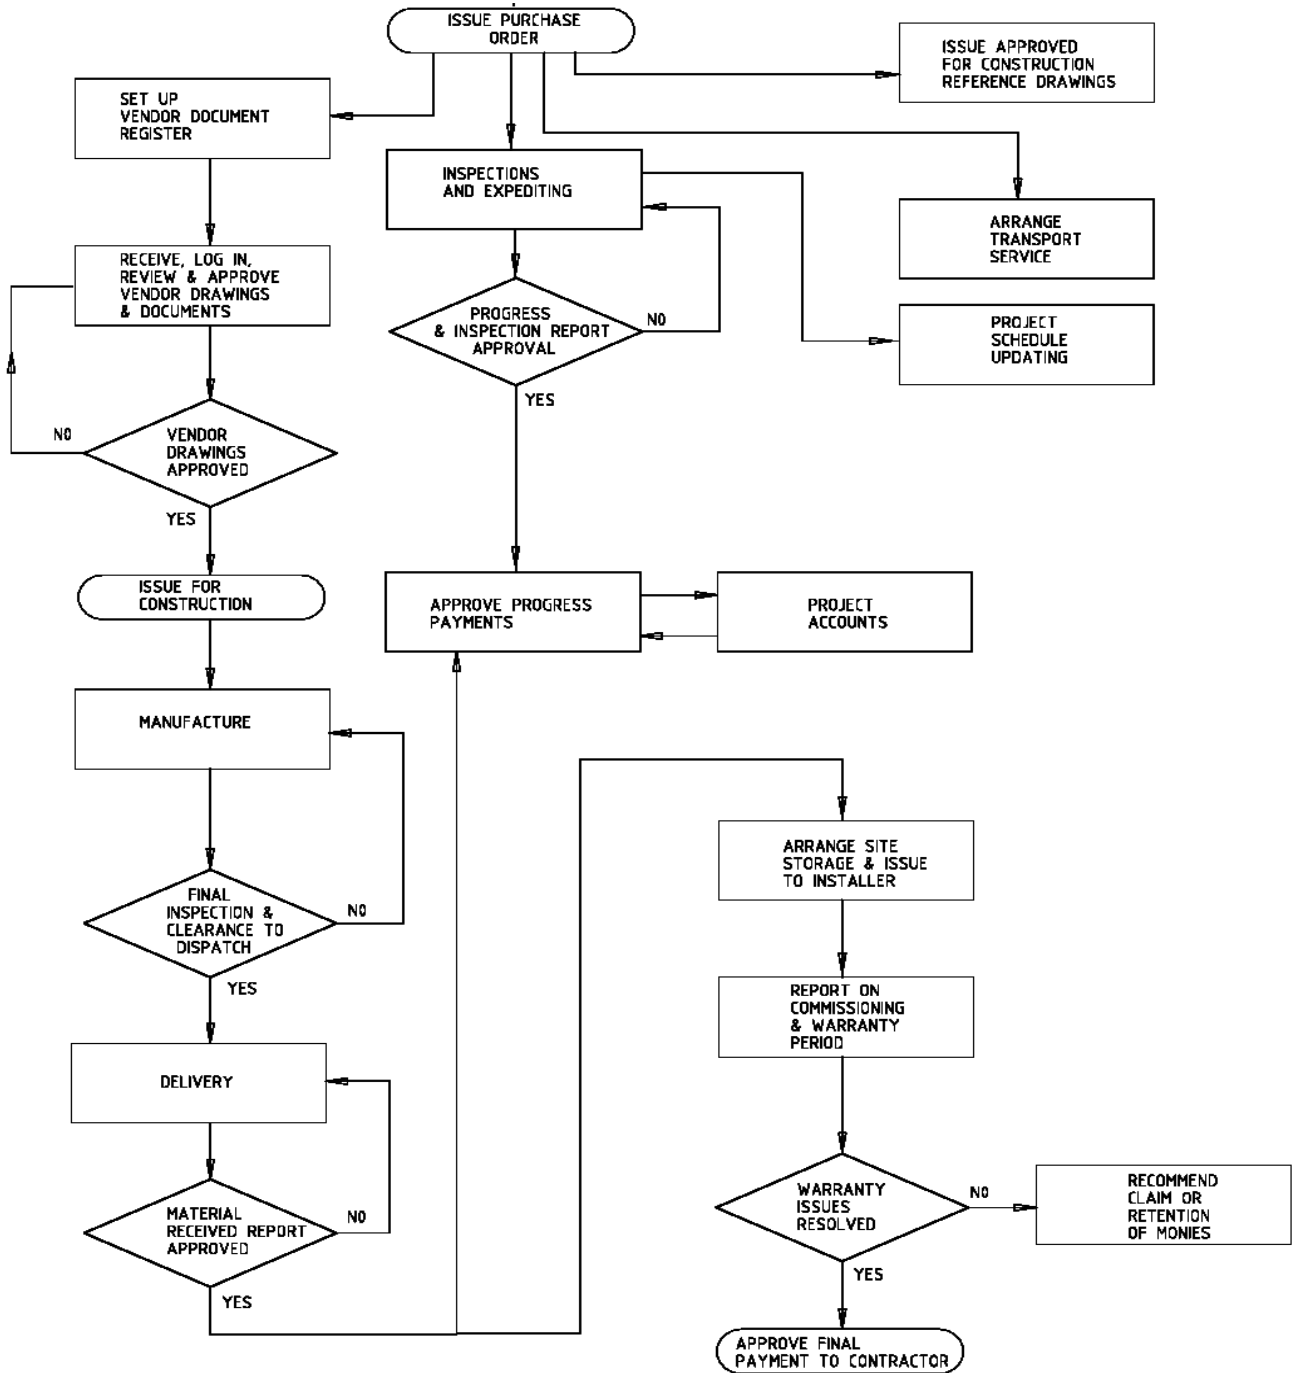 ISSUE PURCHASE
ORDER
ISSUE APPROVED
FOR CONSTRUCTION
REFERENCE DRAWINGS
SET UP
VENDOR DOCUMENT
REGISTER
INSPECTIONS
AND EXPEDITING
ARRANGE
TRANSPORT
SERVICE
RECEIVE, LOG IN,
REVIEW & APPROVE
VENDOR DRAWINGS
& DOCUMENTS
PROGRESS
& INSPECTION REPORT
APPROVAL
NO
YES
PROJECT
SCHEDULE
UPDATING
NO
VENDOR
DRAWINGS
APPROVED
YES
ISSUE FOR
CONSTRUCTION
APPROVE PROGRESS
PAYMENTS
PROJECT
ACCOUNTS
MANUFACTURE
FINAL
INSPECTION &
CLEARANCE TO
DISPATCH
NO
YES
ARRANGE SITE
STORAGE & ISSUE
TO INSTALLER
REPORT ON
COMMISSIONING
& WARRANTY
PERIOD
DELIVERY
MATERIAL
RECEIVED REPORT
APPROVED
NO
YES
WARRANTY
ISSUES
RESOLVED
NO
YES
RECOMMEND
CLAIM OR
RETENTION
OF MONIES
APPROVE FINAL
PAYMENT TO CONTRACTOR